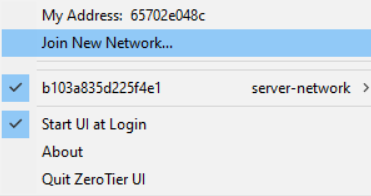 My Address: 65702e048c
Join New Network...
b103a835d225f4e1 server-network
Start UI at Login
About
Quit ZeroTier UI